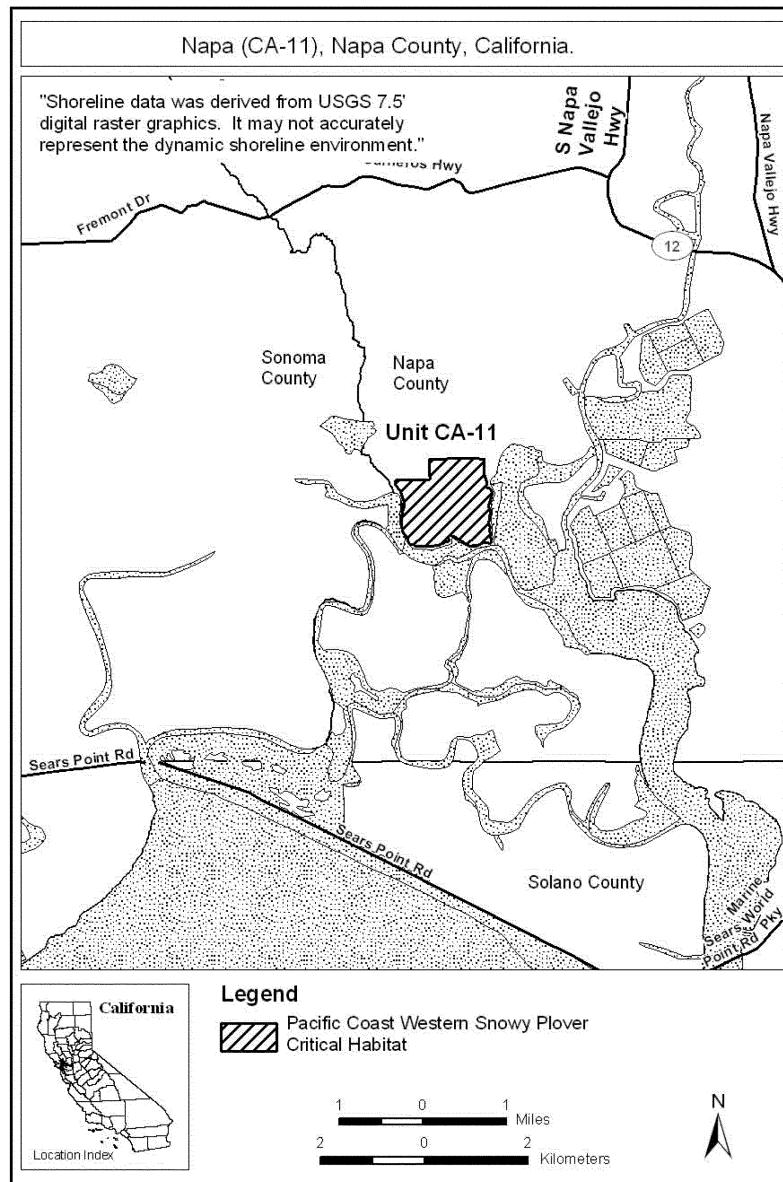 Napa (CA-11), Napa County, California.
"Shoreline data was derived from USGS 7.5'
digital raster graphics. It may not accurately
represent the dynamic shoreline environment."
S Napa
Vallejo
Hwy
Napa Vallejo Hwy
Hwy
Fremont Dr
12
Sonoma
County
Napa
County
Unit CA-11
Sears Point Rd
Sears Point Rd
Solano County
Marine
World
Pky
Sears
Point Rd
California
Location Index
Legend
Pacific Coast Western Snowy Plover
Critical Habitat
1 0 1
Miles
2 0 2
Kilometers
N